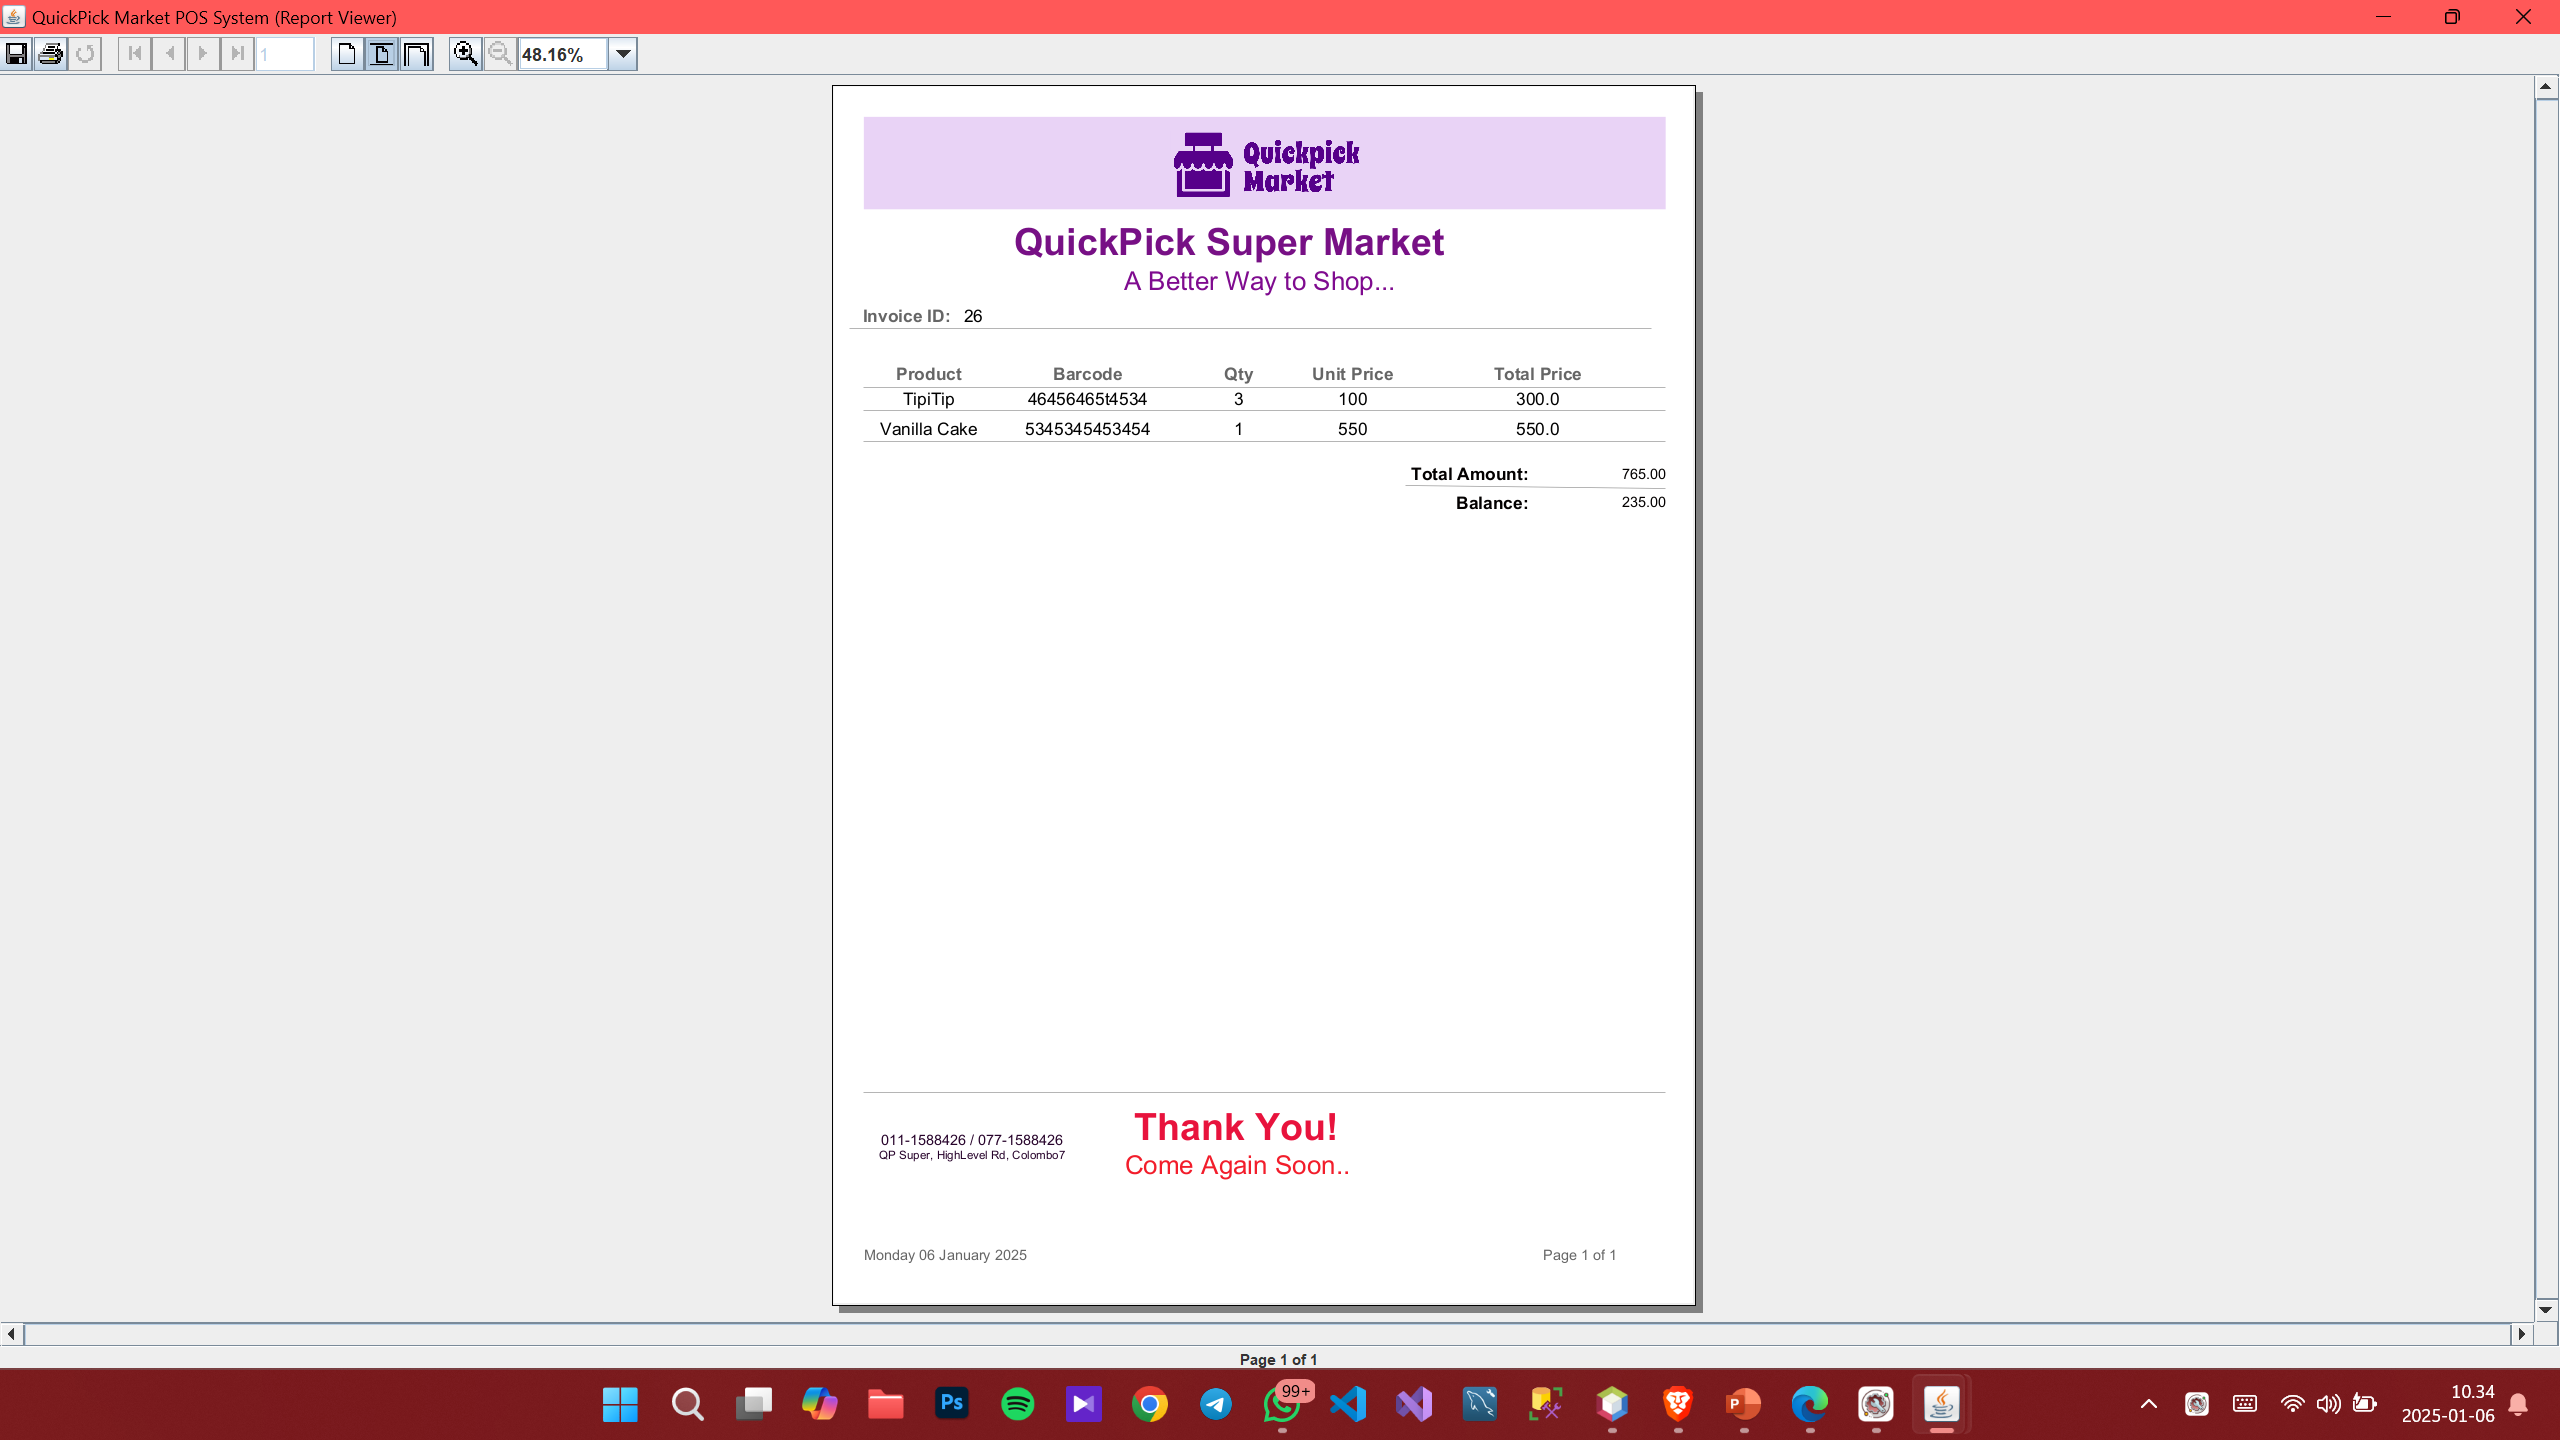 QuickPick Market POS System (Report Viewer)
1
48.16%
Quickpick
Market
QuickPick Super Market
A Better Way to Shop...
Invoice ID: 26
Product Barcode Qty Unit Price Total Price
TipiTip 46456465t4534 3 100 300.0
Vanilla Cake 5345345453454 1 550 550.0
Total Amount: 765.00
Balance: 235.00
Thank You!
011-1588426 / 077-1588426
QP Super, HighLevel Rd, Colombo7
Come Again Soon..
Monday 06 January 2025 Page 1 of 1
Page 1 of 1
Ps
99+
P
10.34
2025-01-06